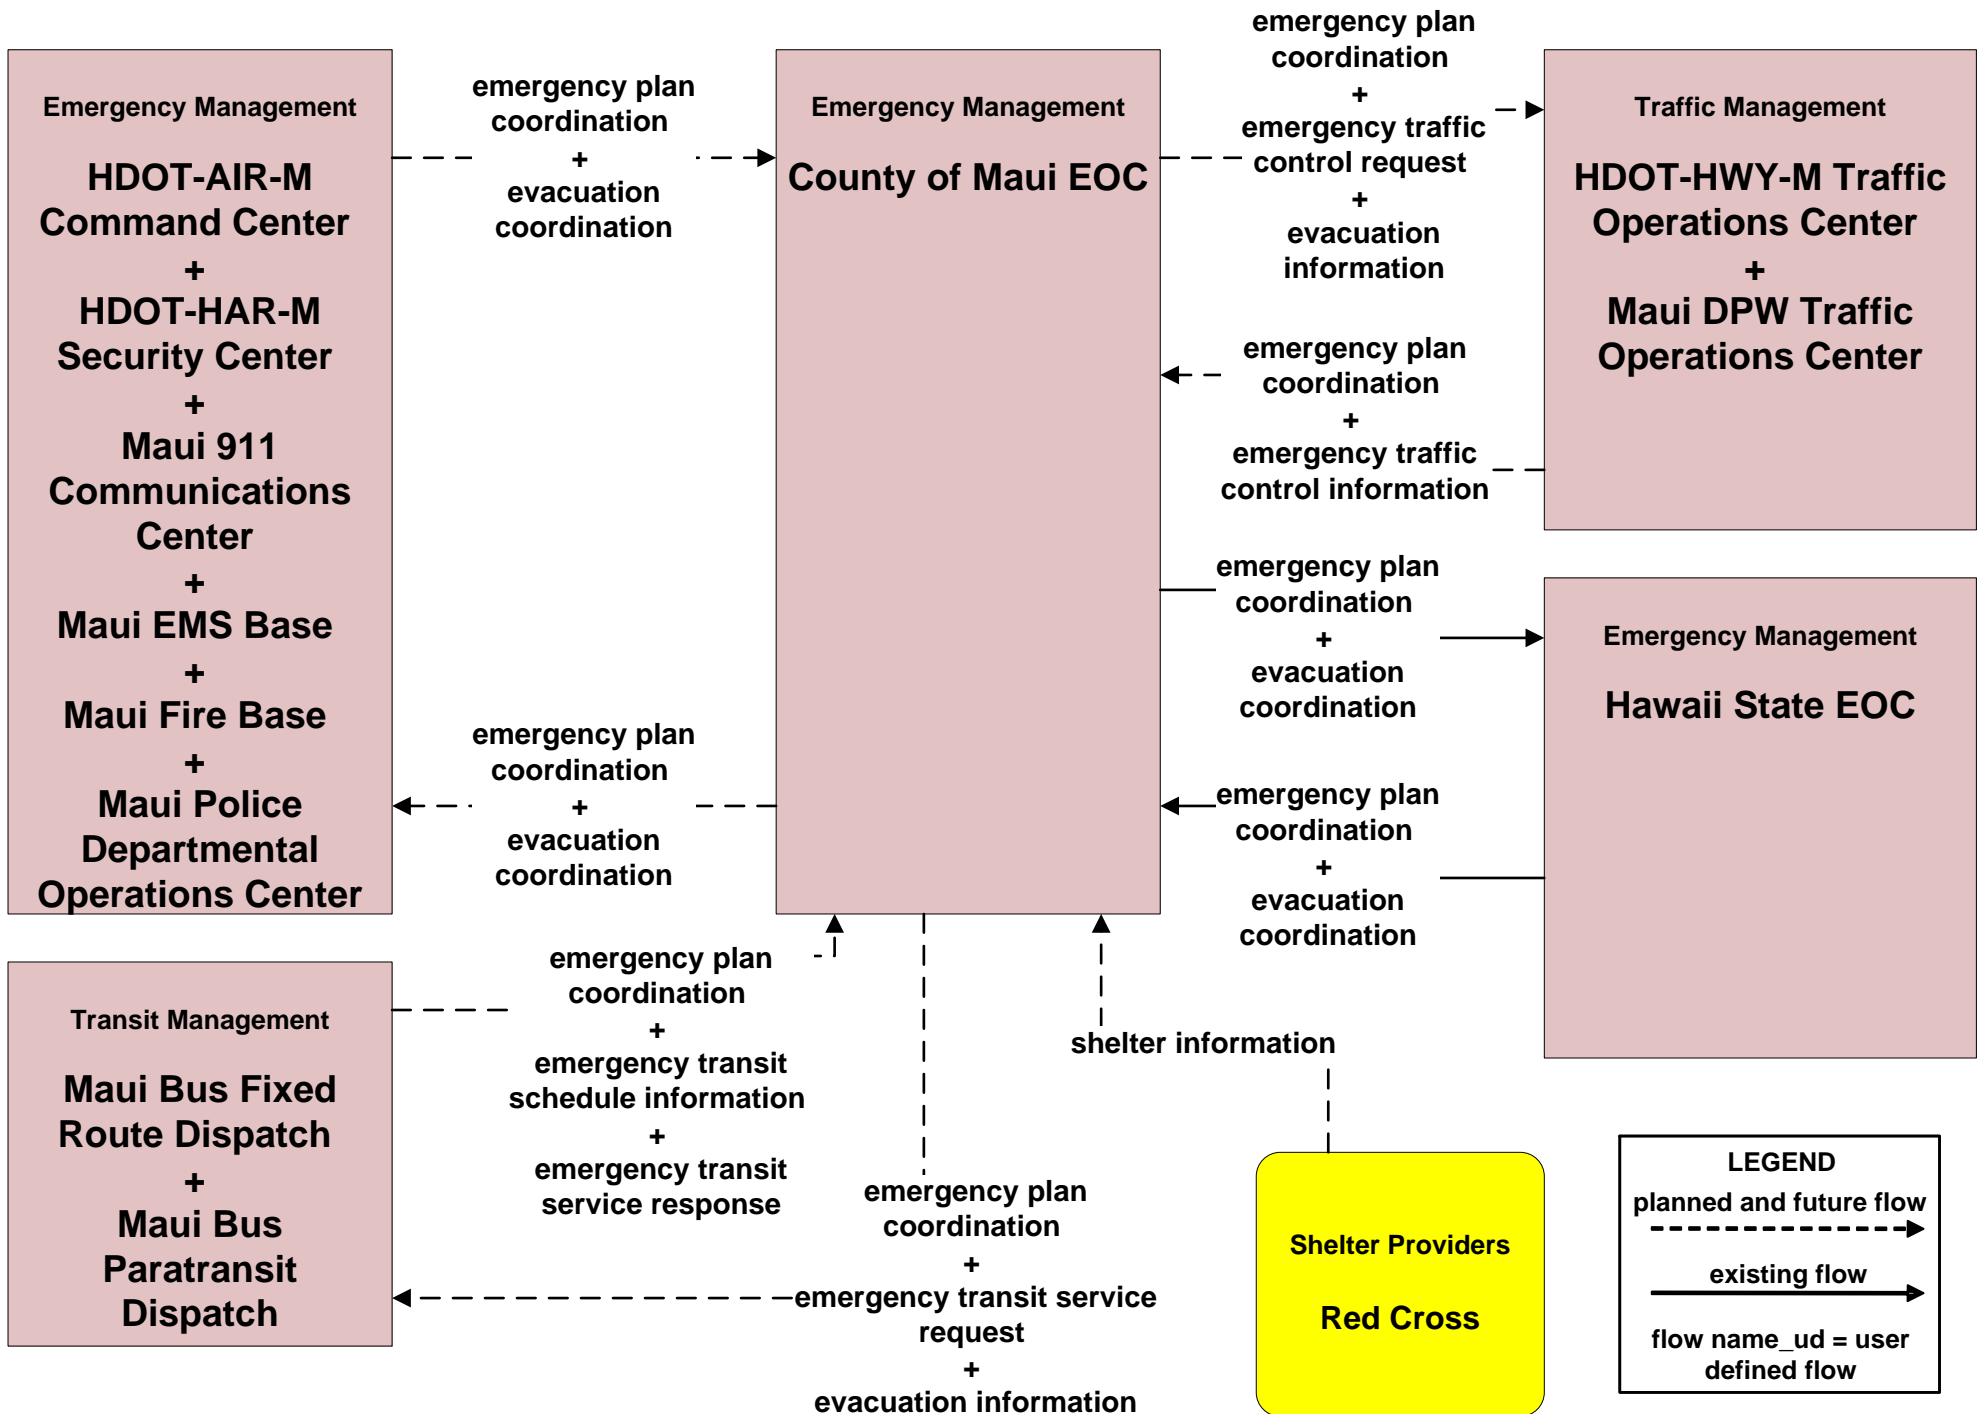 Emergency Management
HDOT-AIR-M
Command Center
+
HDOT-HAR-M
Security Center
+
Maui 911
Communications
Center
+
Maui EMS Base
+
Maui Fire Base
+
Maui Police
Departmental
Operations Center
emergency plan
coordination
+
evacuation
coordination
emergency plan
coordination
+
evacuation
coordination
Emergency Management
County of Maui EOC
emergency plan
coordination
+
emergency traffic
control request
+
evacuation
information
emergency plan
coordination
+
emergency traffic
control information
Traffic Management
HDOT-HWY-M Traffic
Operations Center
+
Maui DPW Traffic
Operations Center
emergency plan
coordination
+
evacuation
coordination
emergency plan
coordination
+
evacuation
coordination
Emergency Management
Hawaii State EOC
Transit Management
Maui Bus Fixed
Route Dispatch
+
Maui Bus
Paratransit
Dispatch
emergency plan
coordination
+
emergency transit
schedule information
+
emergency transit
service response
emergency plan
coordination
+
emergency transit service
request
+
evacuation information
shelter information
Shelter Providers
Red Cross
LEGEND
planned and future flow
existing flow
flow name_ud = user
defined flow